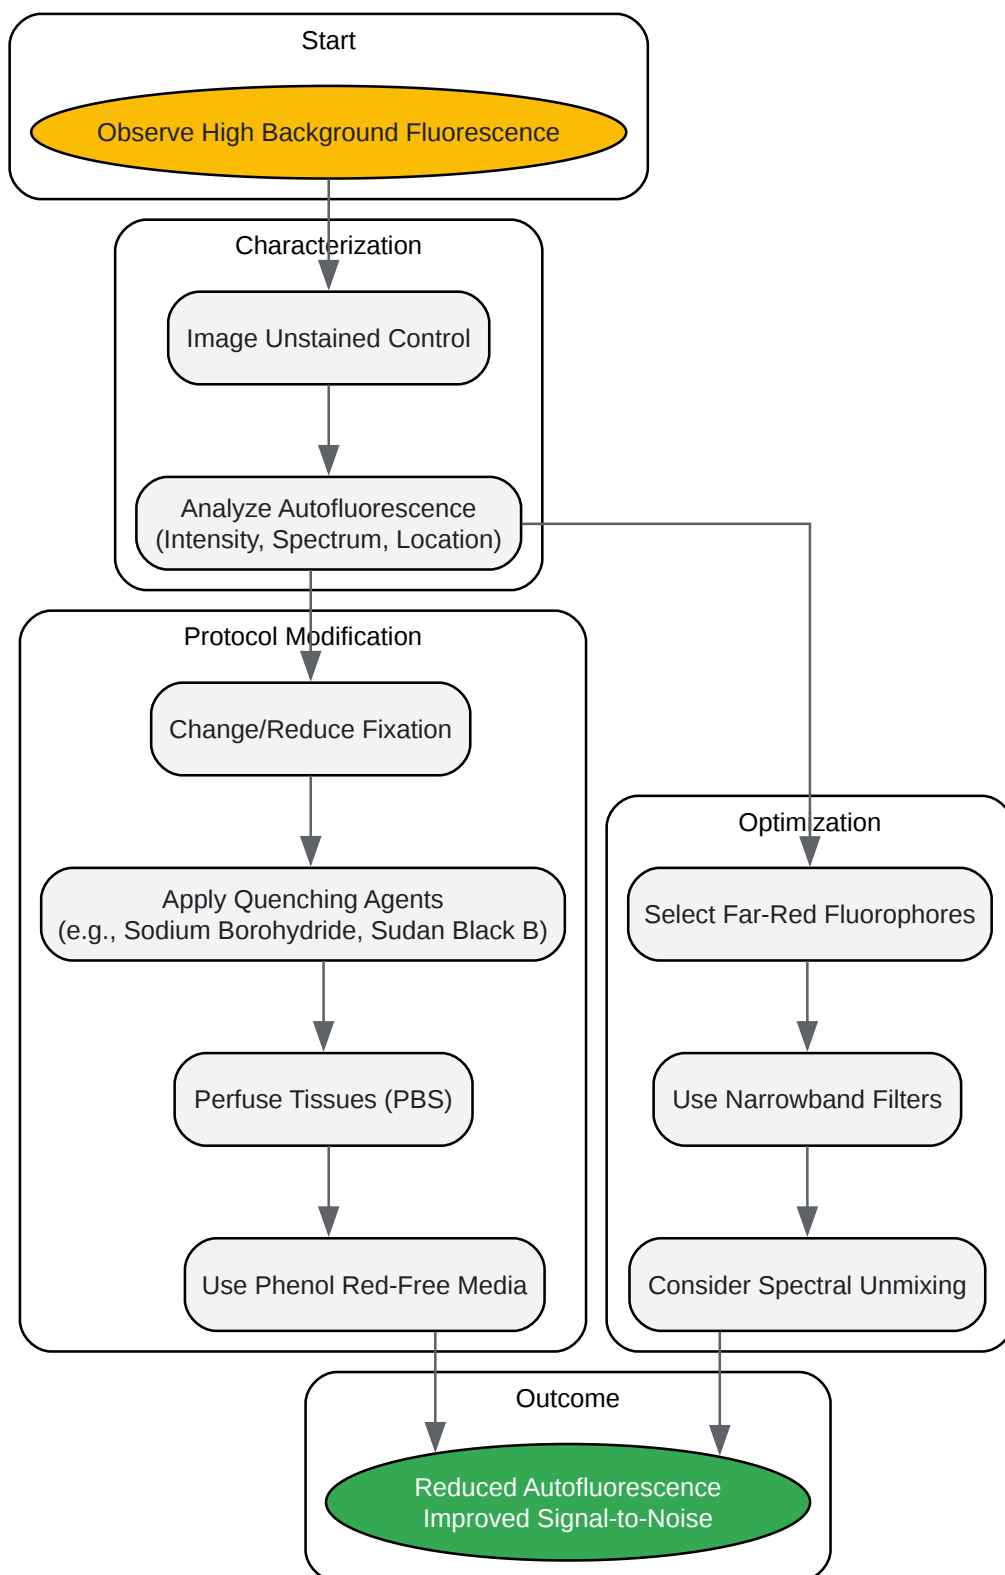 Start
Observe High Background Fluorescence
Characterization
Image Unstained Control
Analyze Autofluorescence
(Intensity, Spectrum, Location)
Protocol Modification
Change/Reduce Fixation
Apply Quenching Agents
(e.g., Sodium Borohydride, Sudan Black B)
Perfuse Tissues (PBS)
Use Phenol Red-Free Media
Optimization
Select Far-Red Fluorophores
Use Narrowband Filters
Consider Spectral Unmixing
Outcome
Reduced Autofluorescence
Improved Signal-to-Noise